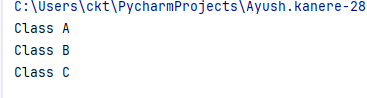 C:\Users\ckt\PycharmProjects\Ayush.kanere-28
Class A
Class B
Class C